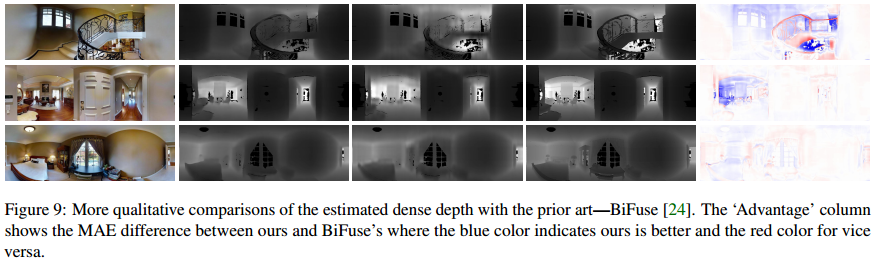 Figure 9: More qualitative comparisons of the estimated dense depth with the prior art—BiFuse [24]. The ‘Advantage’ column
shows the MAE difference between ours and BiFuse’s where the blue color indicates ours is better and the red color for vice
versa.